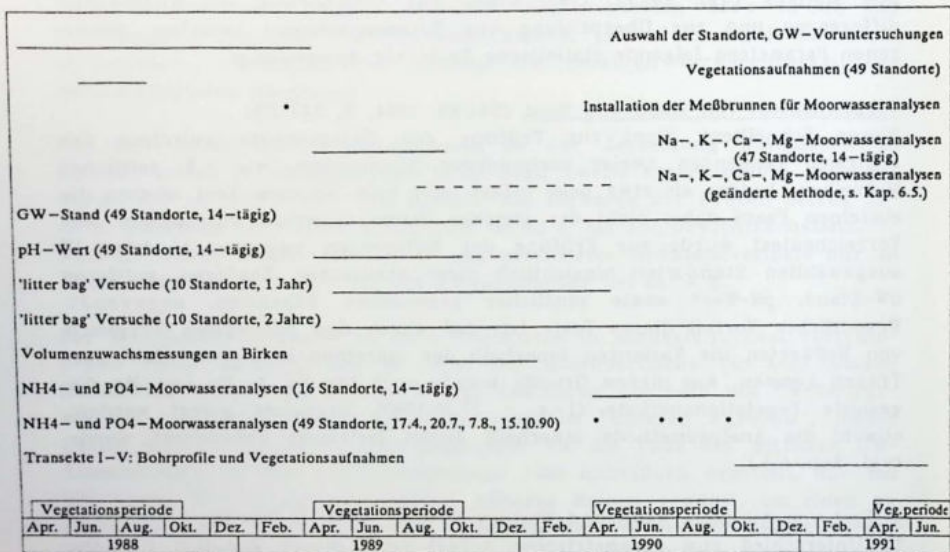 Auswahl der Standorte, GW-Voruntersuchungen
Vegetationsaufnahmen (49 Standorte)
Installation der Meßbrunnen für Moorwasseranalysen
Na-, K-, Ca-, Mg-Moorwasseranalysen
(47 Standorte, 14-tägig)
Na-, K-, Ca-, Mg-Moorwasseranalysen
(geänderte Methode, s. Kap. 6.5.)
GW-Stand (49 Standorte, 14-tägig)
pH-Wert (49 Standorte, 14-tägig)
'litter bag' Versuche (10 Standorte, 1 Jahr)
'litter bag' Versuche (10 Standorte, 2 Jahre)
Volumenzuwachsmessungen an Birken
NH4- und PO4-Moorwasseranalysen (16 Standorte, 14-tägig)
NH4- und PO4-Moorwasseranalysen (49 Standorte, 17.4., 20.7., 7.8., 15.10.90)
Transekte I-V: Bohrprofile und Vegetationsaufnahmen
Vegetationsperiode Vegetationsperiode Vegetationsperiode Veg.periode
Apr. Jun. Aug. Okt. Dez. Feb. Apr. Jun. Aug. Okt. Dez. Feb. Apr. Jun. Aug. Okt. Dez. Feb. Apr. Jun.
1988 1989 1990 1991